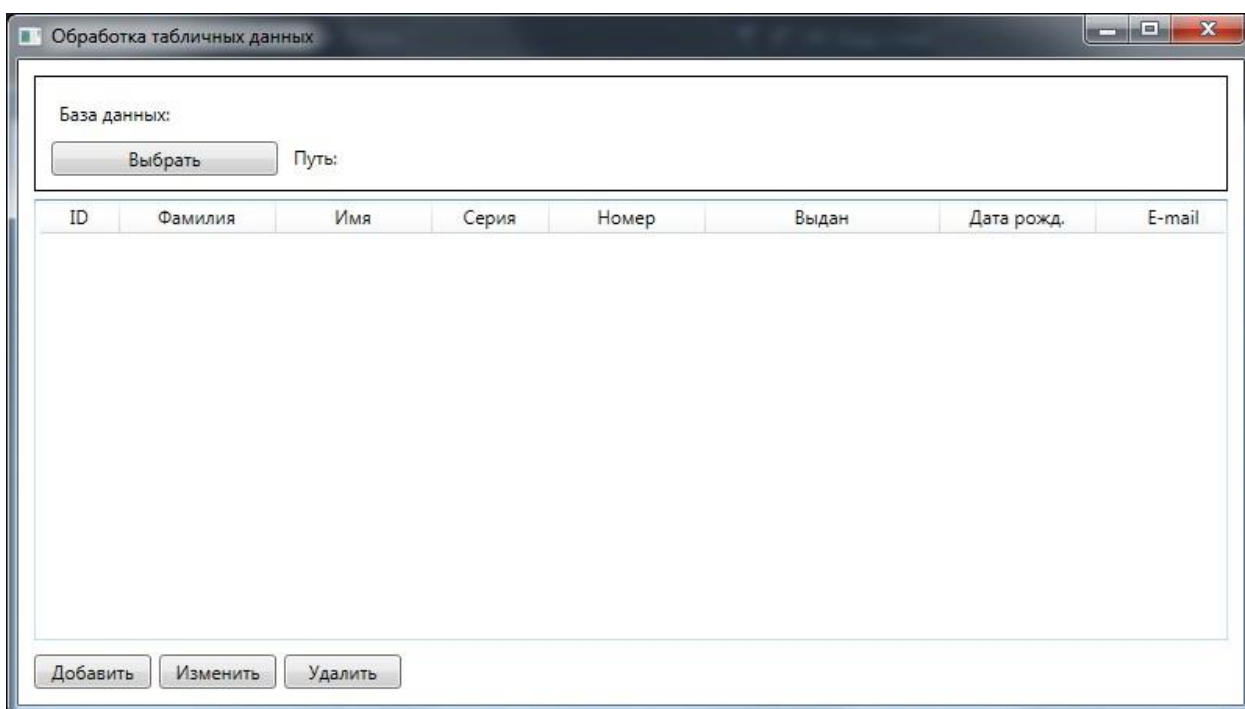 Обработка табличных данных
База данных:
Выбрать Путь:
ID Фамилия Имя Серия Номер Выдан Дата рожд. E-mail
Добавить Изменить Удалить